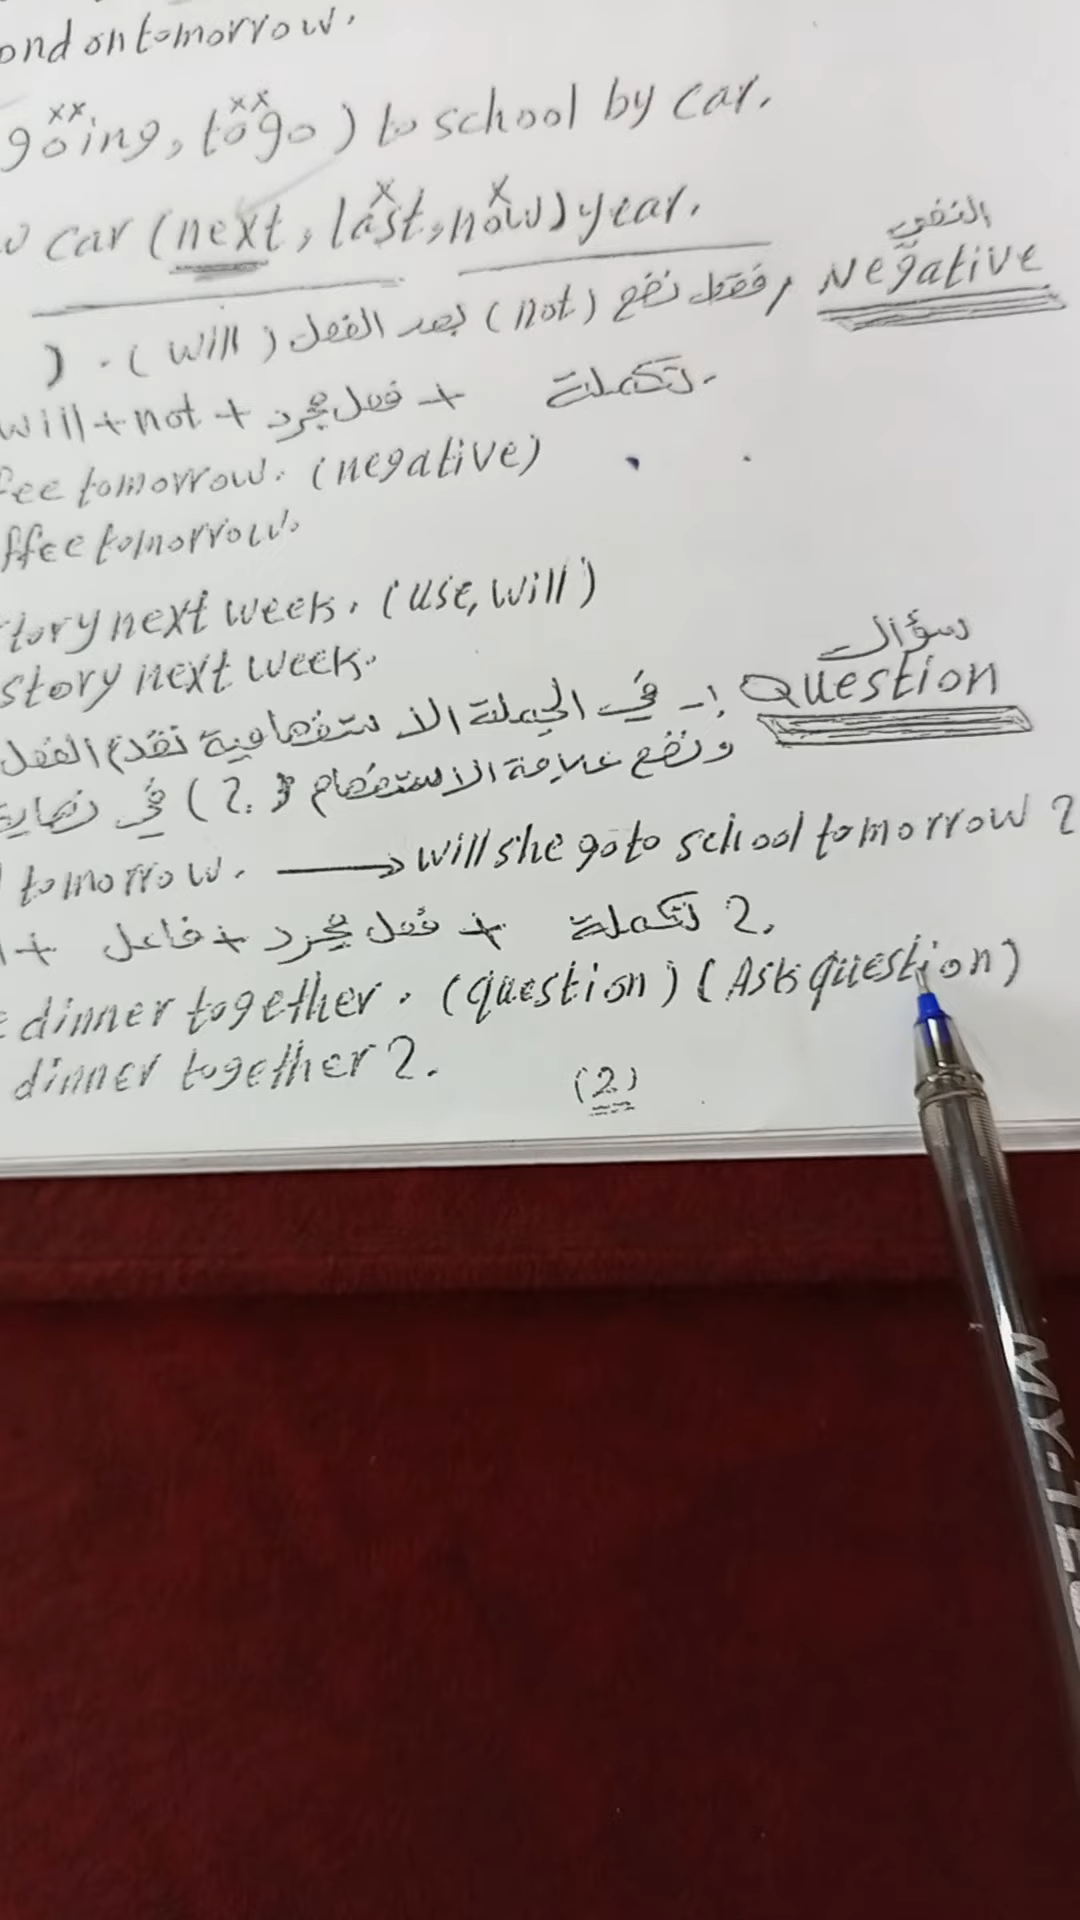 ond on tomorrow.
going, to go) to school by car.
car (next, last, now) year.
النفي
Negative , فقط نضع (not) بعد الفعل (will) . (
will + not + فعل مجرد + تكملة.
fee tomorrow. (negative)
ffee tomorrow.
tory next week. (use, will)
story next week.
سؤال
Question 1- في الجملة الاستفهامية نقدم الفعل
ونضع علامة الاستفهام (?) في نهاية
tomorrow. → will she go to school tomorrow ?
+ فاعل + فعل مجرد + تكملة ?.
dinner together. (question) (Ask question)
dinner together ?.
(2)
MY-TE